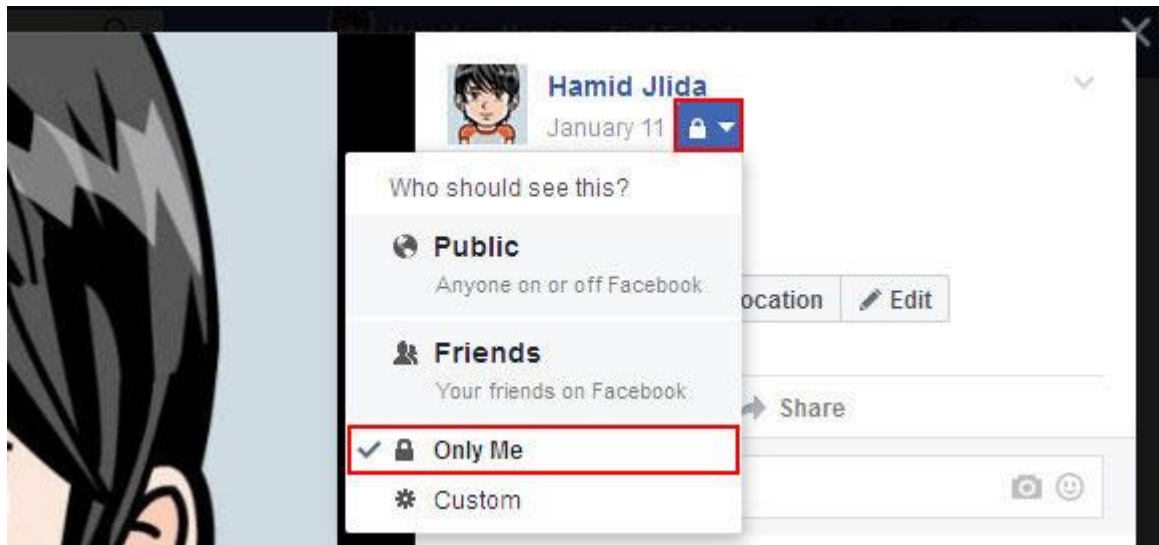 Hamid Jlida
January 11
Who should see this?
Public
Anyone on or off Facebook
Friends
Your friends on Facebook
Only Me
Custom
ocation
Edit
Share